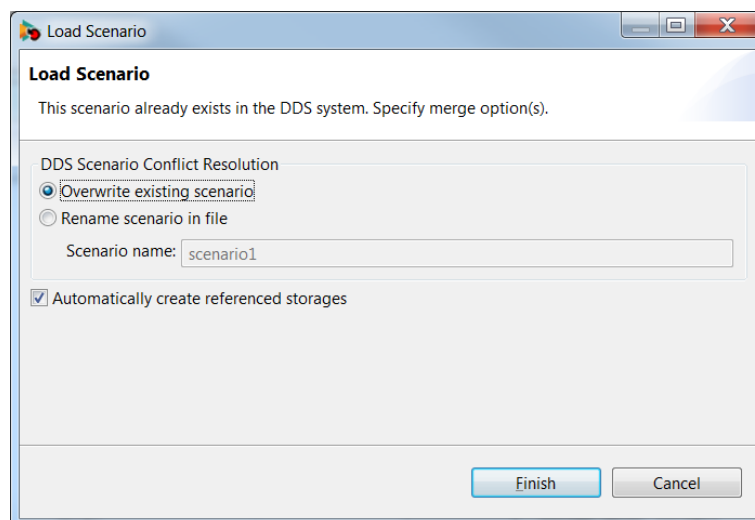 Load Scenario
Load Scenario
This scenario already exists in the DDS system. Specify merge option(s).
DDS Scenario Conflict Resolution
Overwrite existing scenario
Rename scenario in file
Scenario name: scenario1
Automatically create referenced storages
Finish Cancel